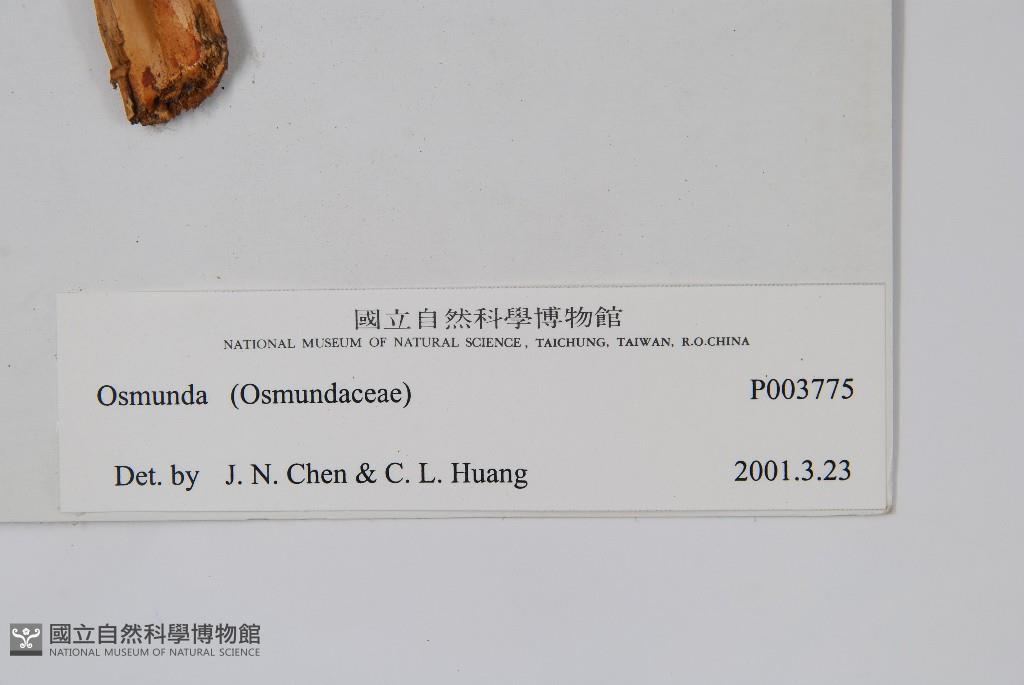 國立自然科學博物館
NATIONAL MUSEUM OF NATURAL SCIENCE, TAICHUNG, TAIWAN, R.O.CHINA
Osmunda (Osmundaceae) P003775
Det. by J. N. Chen & C. L. Huang 2001.3.23
國立自然科學博物館
NATIONAL MUSEUM OF NATURAL SCIENCE